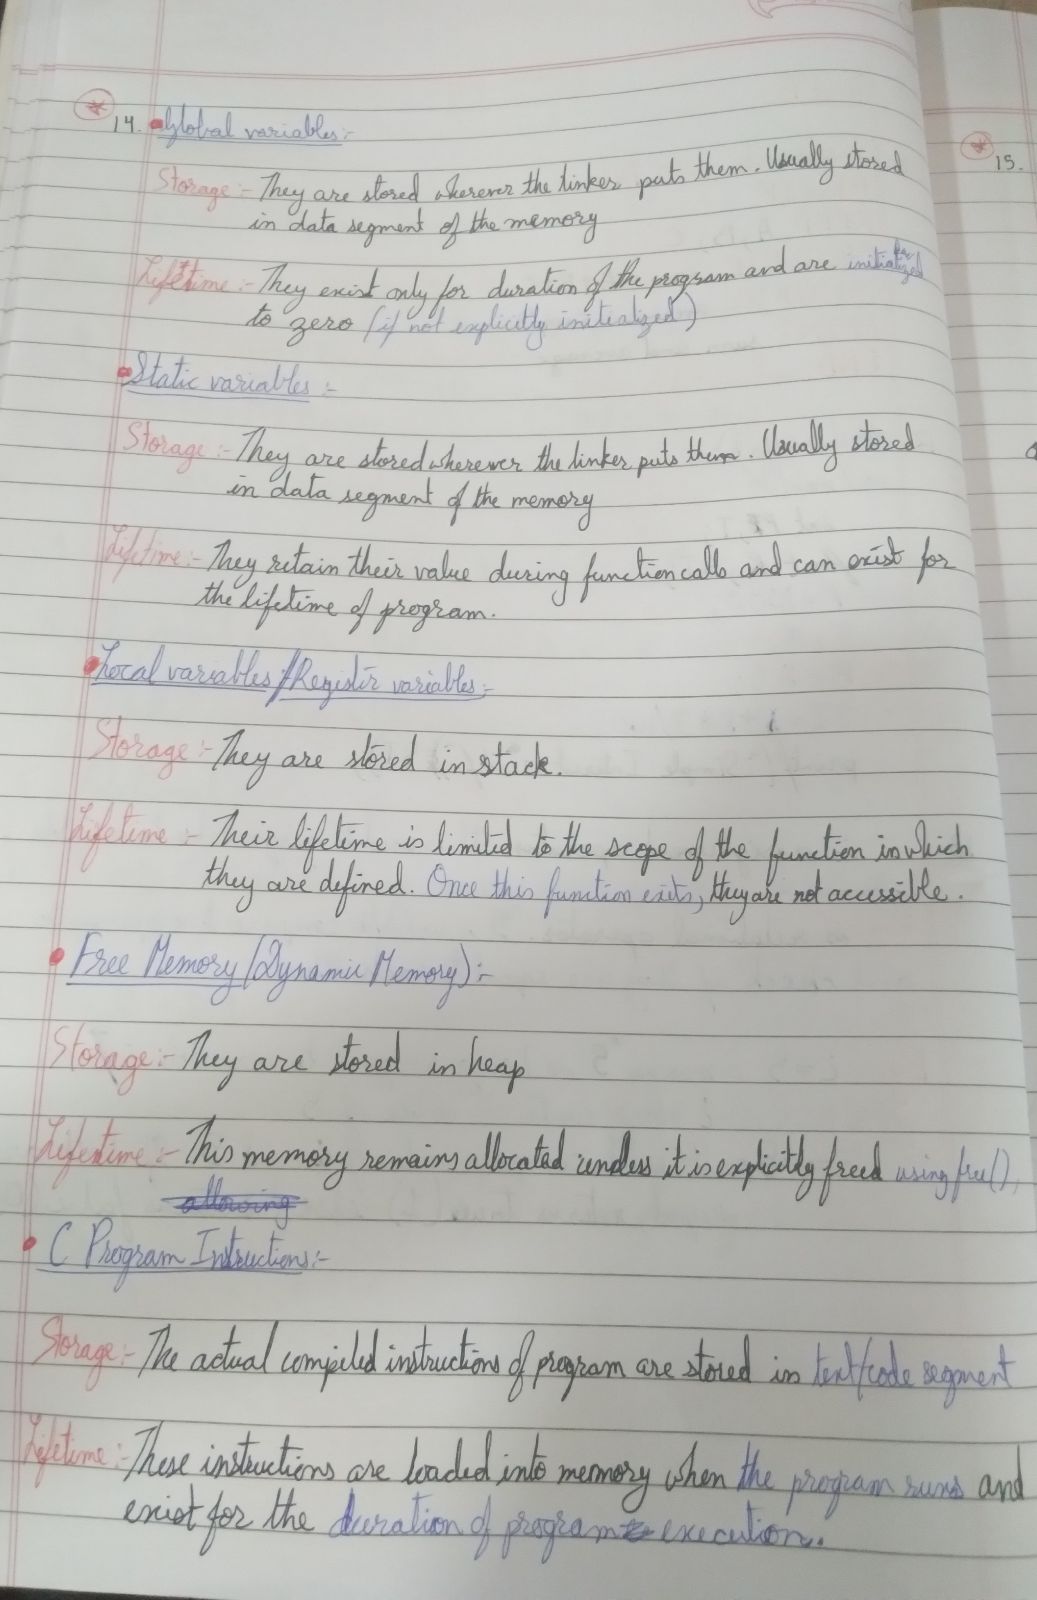 14. Global variables:-
15.
Storage:- They are stored wherever the linker puts them. Usually stored
in data segment of the memory
Lifetime:- They exist only for duration of the program and are initialized
to zero (if not explicitly initialized)
Static variables:-
Storage:- They are stored wherever the linker puts them. Usually stored
in data segment of the memory
Lifetime:- They retain their value during function calls and can exist for
the lifetime of program.
Local variables/Register variables:-
Storage:- They are stored in stack.
Lifetime:- Their lifetime is limited to the scope of the function in which
they are defined. Once this function exits, they are not accessible.
Free Memory (Dynamic Memory):-
Storage:- They are stored in heap
Lifetime:- This memory remains allocated unless it is explicitly freed using free().
allowing
C Program Instructions:-
Storage:- The actual compiled instructions of program are stored in text/code segment
Lifetime:- These instructions are loaded into memory when the program runs and
exist for the duration of program execution.